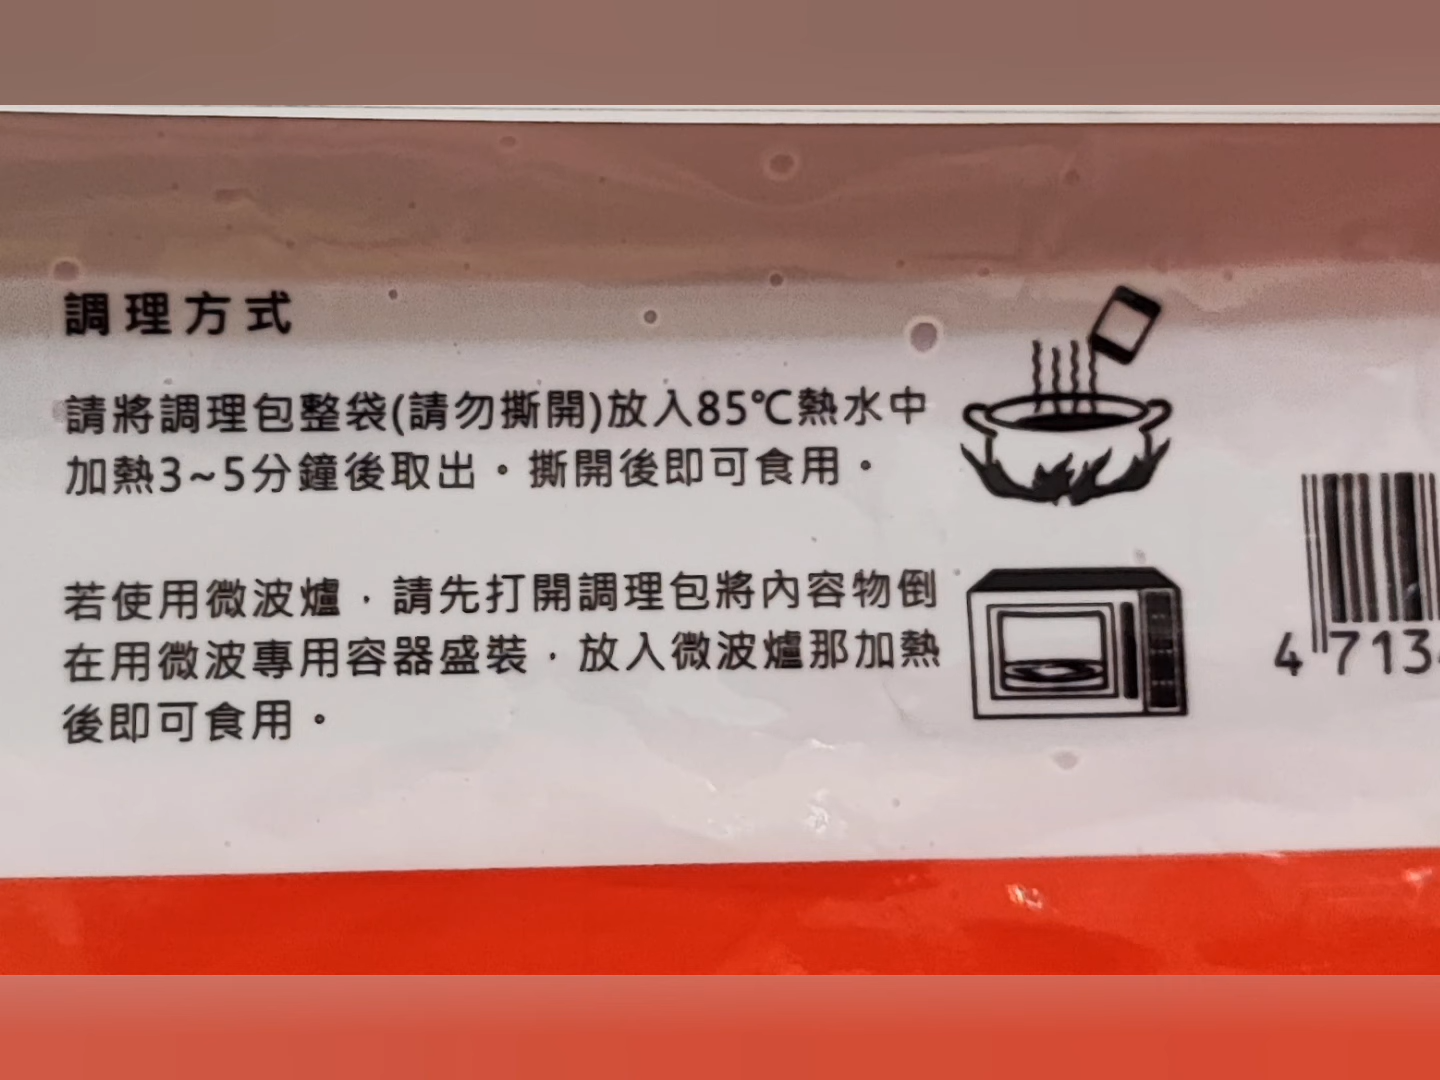 調理方式
請將調理包整袋(請勿撕開)放入85℃熱水中
加熱3~5分鐘後取出。撕開後即可食用。
若使用微波爐，請先打開調理包將內容物倒
在用微波專用容器盛裝，放入微波爐那加熱
後即可食用。
4 713